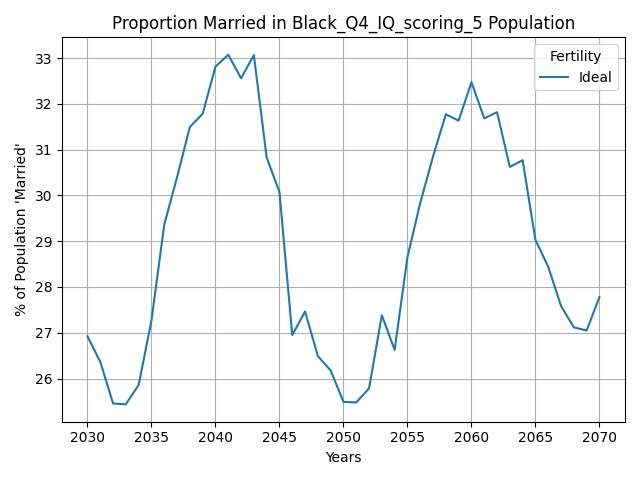 Proportion Married in Black_Q4_IQ_scoring_5 Population
Fertility
Ideal
% of Population 'Married'
33
32
31
30
29
28
27
26
2030 2035 2040 2045 2050 2055 2060 2065 2070
Years